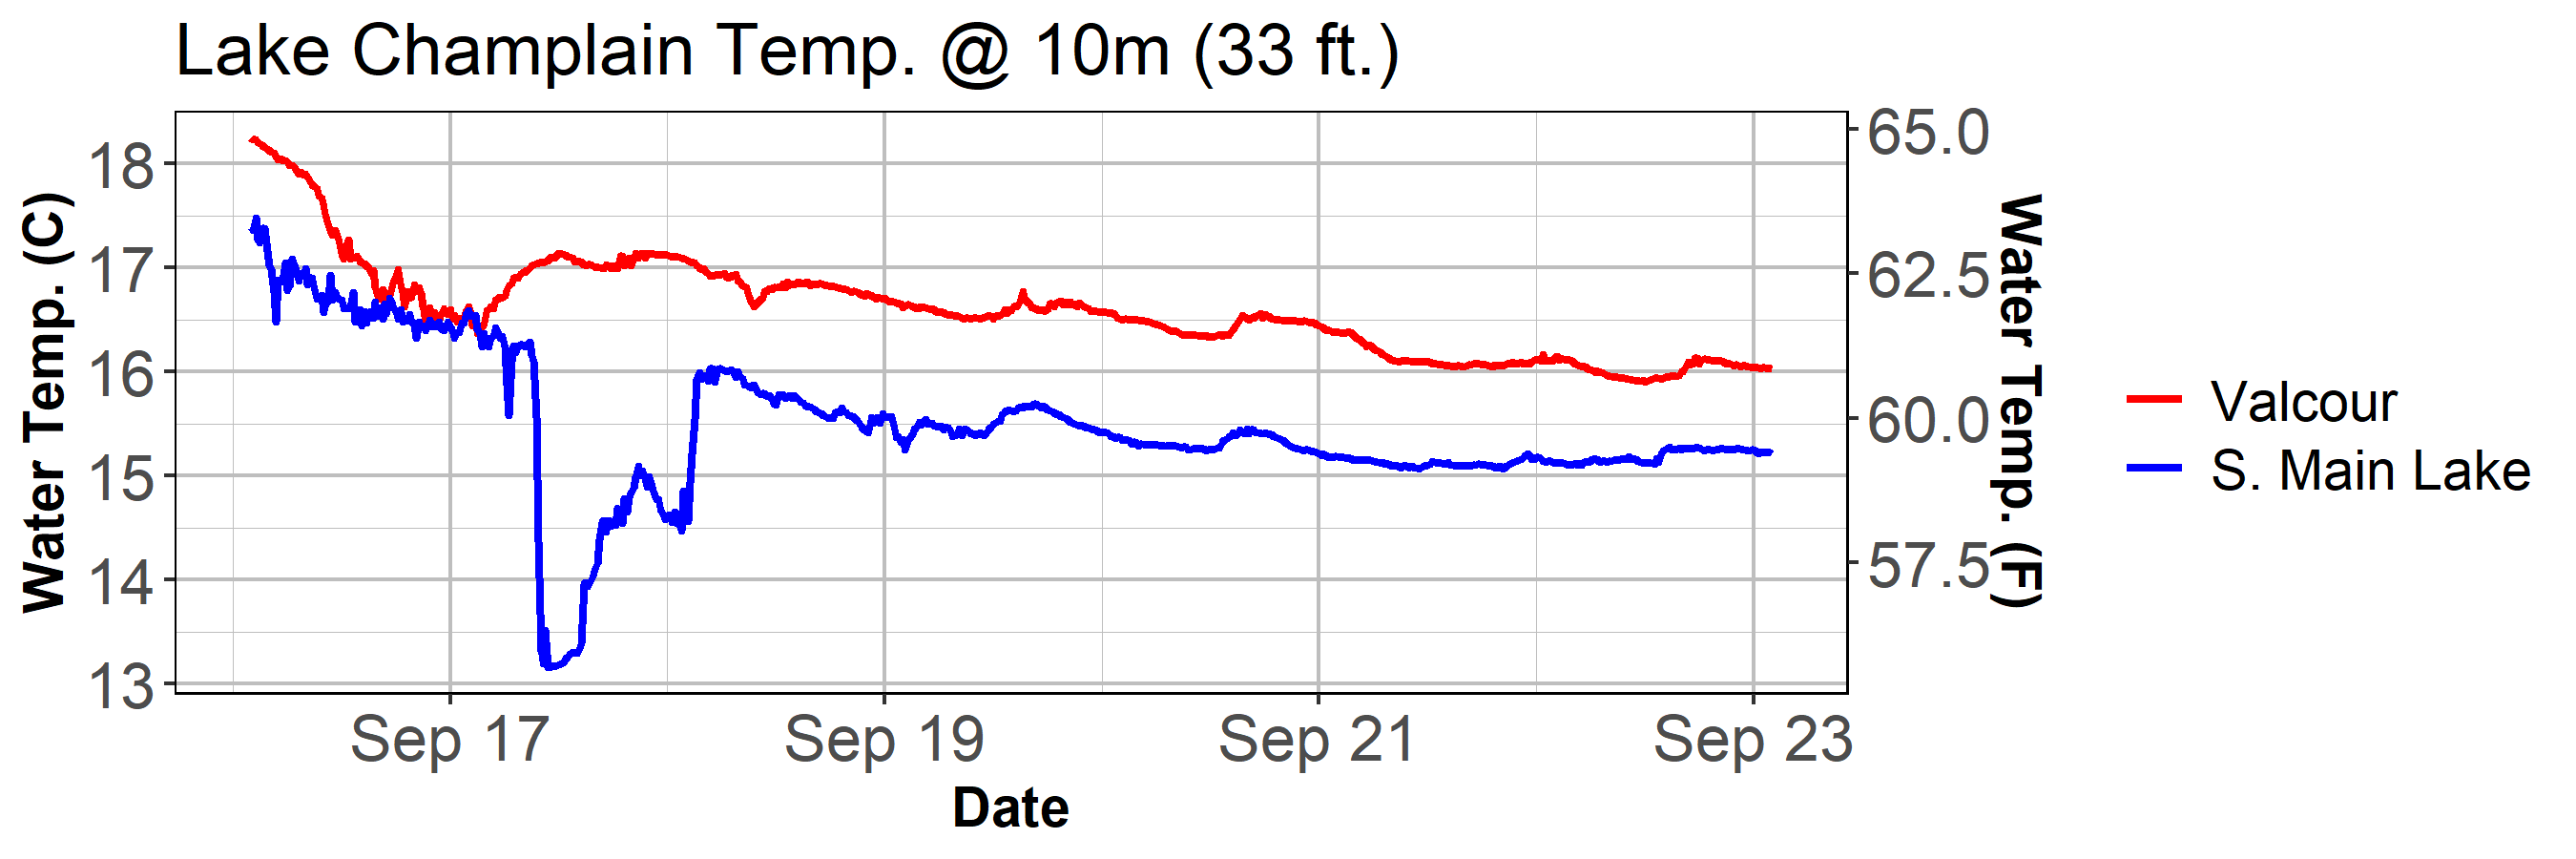 Lake Champlain Temp. @ 10m (33 ft.)
Water Temp. (C)
18
17
16
15
14
13
65.0
62.5
60.0
57.5
Water Temp. (F)
Sep 17
Sep 19
Sep 21
Sep 23
Date
Valcour
S. Main Lake